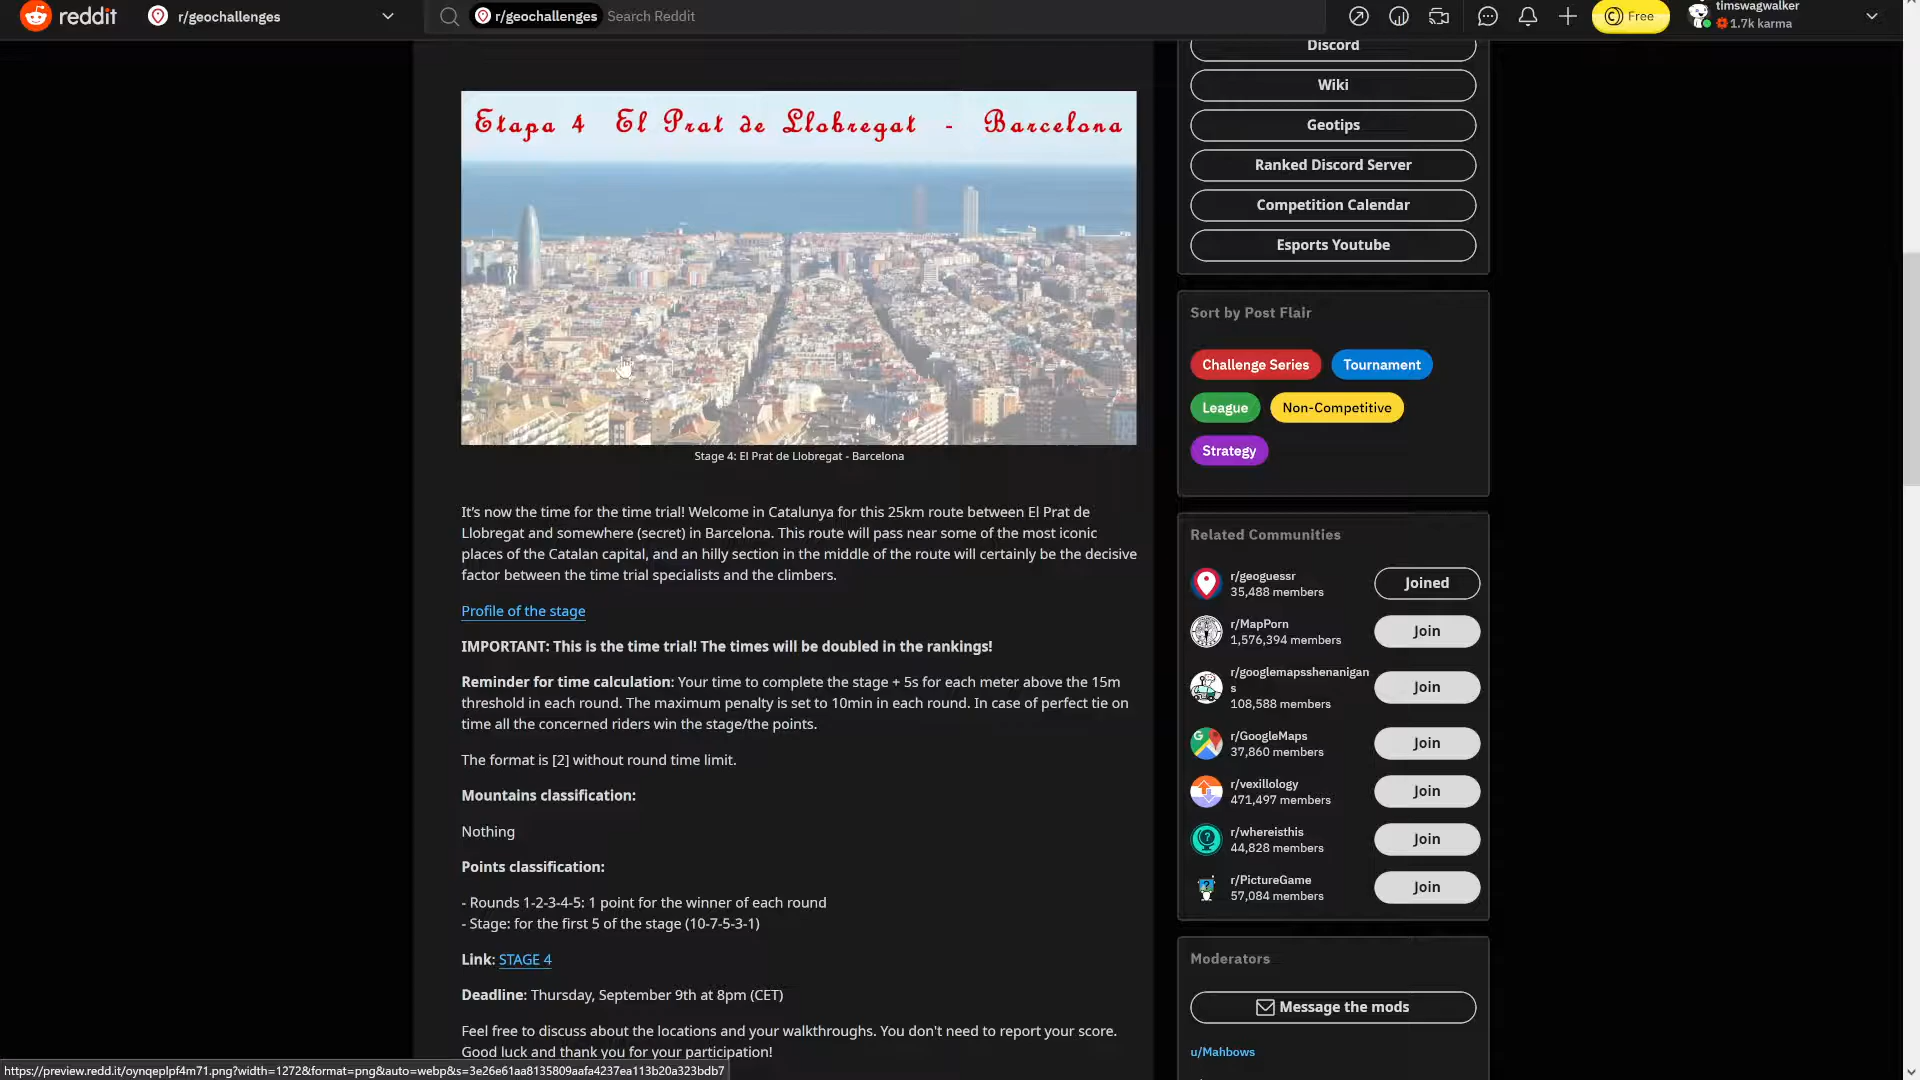 reddit
r/geochallenges
r/geochallenges Search Reddit
Free
timswagwalker
1.7k karma
Etapa 4 El Prat de Llobregat - Barcelona
Stage 4: El Prat de Llobregat - Barcelona
It's now the time for the time trial! Welcome in Catalunya for this 25km route between El Prat de
Llobregat and somewhere (secret) in Barcelona. This route will pass near some of the most iconic
places of the Catalan capital, and an hilly section in the middle of the route will certainly be the decisive
factor between the time trial specialists and the climbers.
Profile of the stage
IMPORTANT: This is the time trial! The times will be doubled in the rankings!
Reminder for time calculation: Your time to complete the stage + 5s for each meter above the 15m
threshold in each round. The maximum penalty is set to 10min in each round. In case of perfect tie on
time all the concerned riders win the stage/the points.
The format is [2] without round time limit.
Mountains classification:
Nothing
Points classification:
- Rounds 1-2-3-4-5: 1 point for the winner of each round
- Stage: for the first 5 of the stage (10-7-5-3-1)
Link: STAGE 4
Deadline: Thursday, September 9th at 8pm (CET)
Feel free to discuss about the locations and your walkthroughs. You don't need to report your score.
Good luck and thank you for your participation!
Discord
Wiki
Geotips
Ranked Discord Server
Competition Calendar
Esports Youtube
Sort by Post Flair
Challenge Series
Tournament
League
Non-Competitive
Strategy
Related Communities
r/geoguessr
35,488 members
Joined
r/MapPorn
1,576,394 members
Join
r/googlemapsshenanigan
s
108,588 members
Join
r/GoogleMaps
37,860 members
Join
r/vexillology
471,497 members
Join
r/whereisthis
44,828 members
Join
r/PictureGame
57,084 members
Join
Moderators
Message the mods
u/Mahbows
https://preview.redd.it/oynqeplpf4m71.png?width=1272&format=png&auto=webp&s=3e26e61aa8135809aafa4237ea113b20a323bdb7